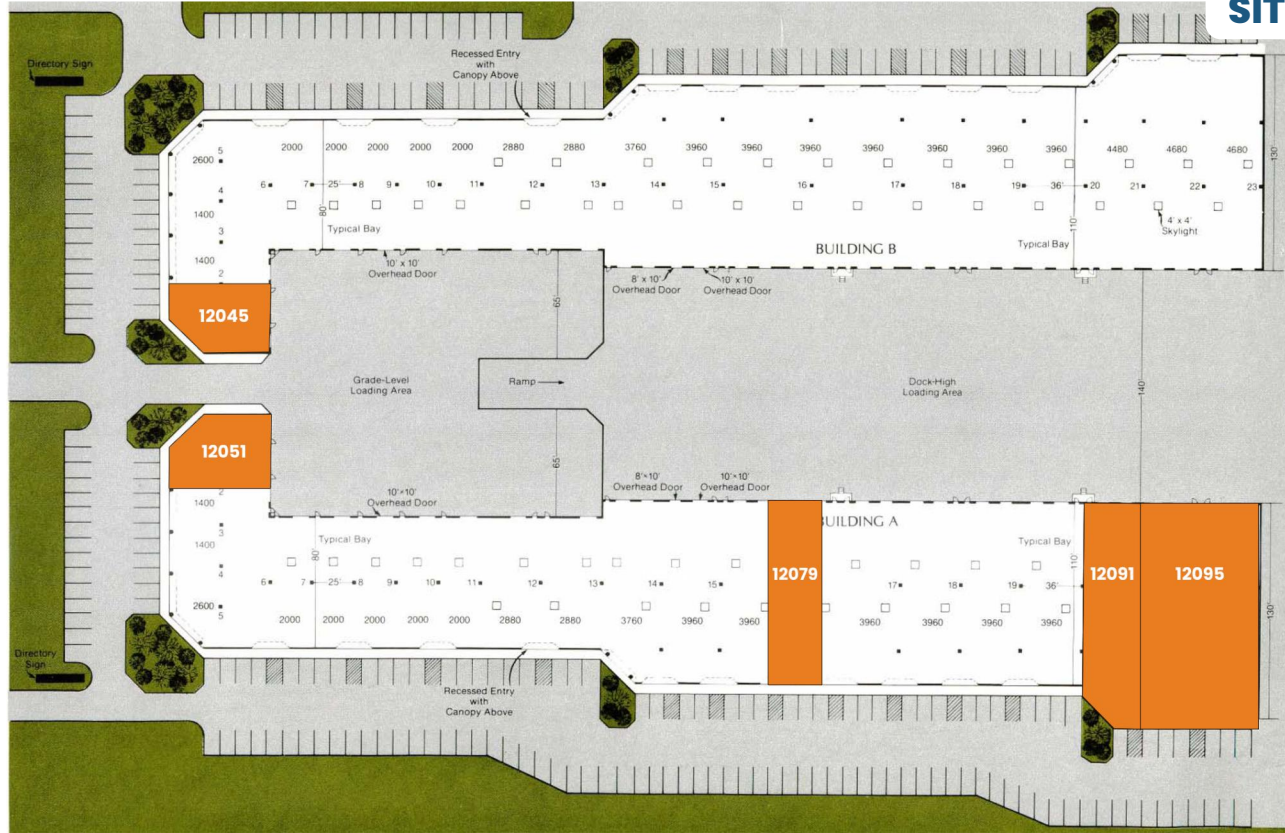 SIT
Directory Sign
Recessed Entry
with
Canopy Above
5
2600
4
1400
3
1400
2
2000 2000 2000 2000 2000 2880 2880 3760 3960 3960 3960 3960 3960 3960 3960 4480 4680 4680
6 7 25' 8 9 10 11 12 13 14 15 16 17 18 19 36' 20 21 22 23
80'
110'
130'
Typical Bay
Typical Bay
4' x 4'
Skylight
BUILDING B
10' x 10'
Overhead Door
8' x 10'
Overhead Door
10' x 10'
Overhead Door
12045
65'
Grade-Level
Loading Area
Ramp
Dock-High
Loading Area
140'
12051
65'
8'x10'
Overhead Door
10'x10'
Overhead Door
10'x10'
Overhead Door
2
1400
3
1400
4
2600
5
Typical Bay
80'
UILDING A
Typical Bay
110'
12079
12091
12095
130'
6 7 25' 8 9 10 11 12 13 14 15 17 18 19 36'
2000 2000 2000 2000 2000 2880 2880 3760 3960 3960 3960 3960 3960 3960
Directory
Sign
Recessed Entry
with
Canopy Above